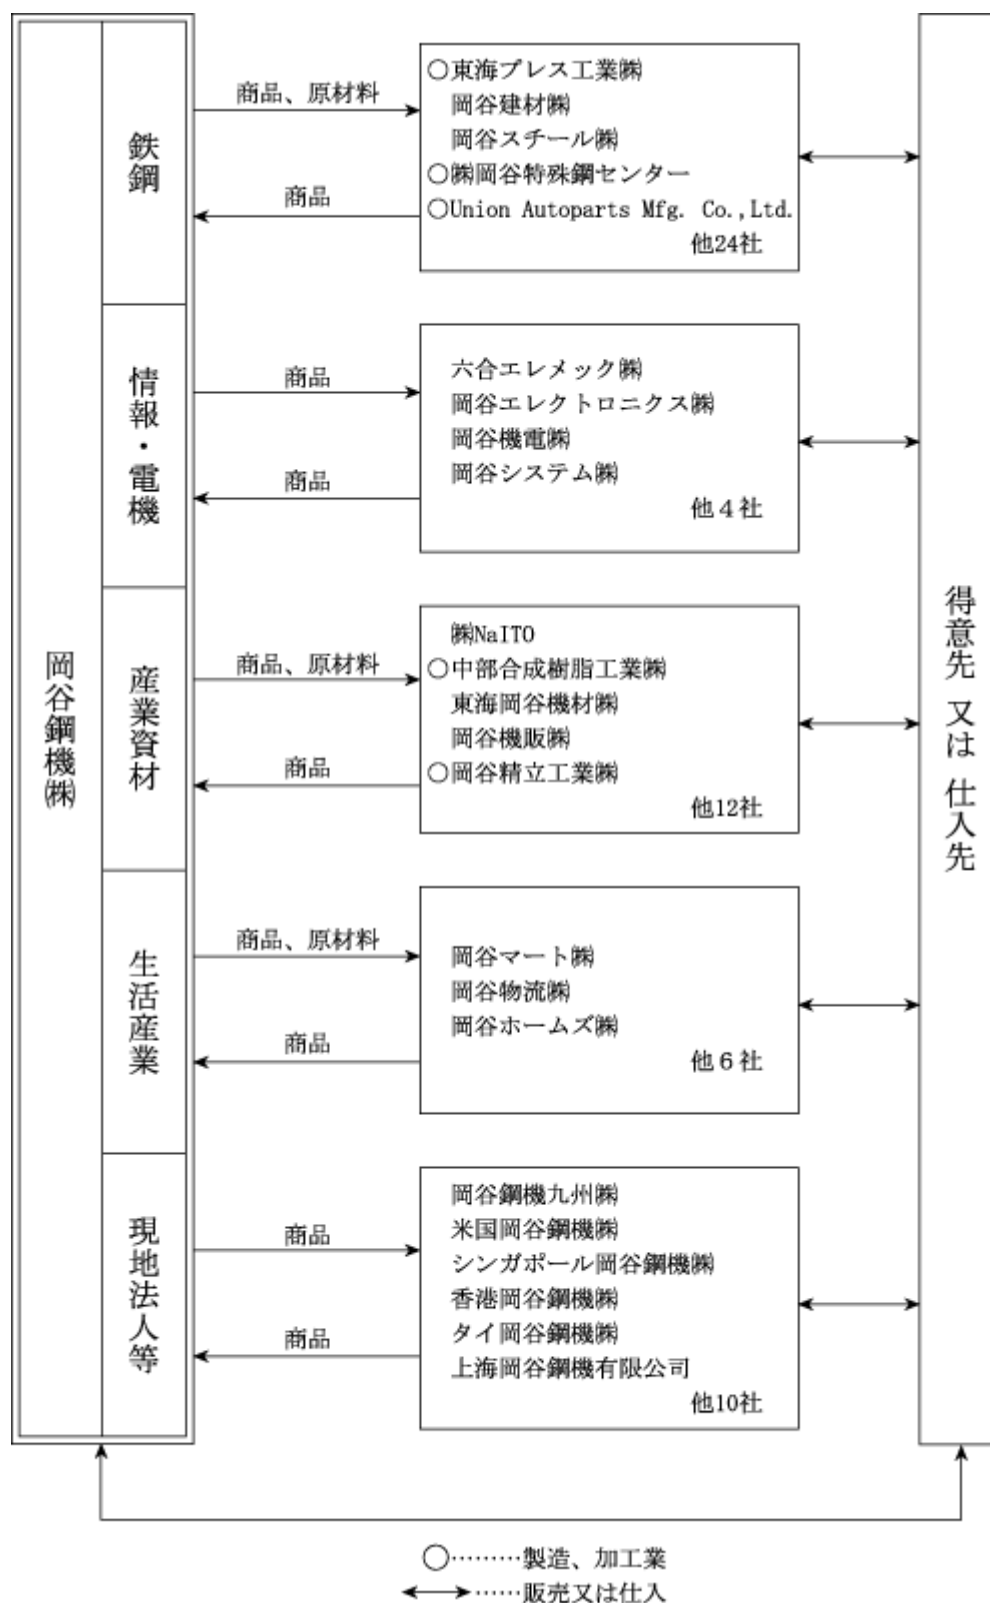 岡谷鋼機㈱
鉄鋼
商品、原材料
商品
○東海プレス工業㈱
岡谷建材㈱
岡谷スチール㈱
○㈱岡谷特殊鋼センター
○Union Autoparts Mfg. Co.,Ltd.
他24社
情報・電機
商品
商品
六合エレメック㈱
岡谷エレクトロニクス㈱
岡谷機電㈱
岡谷システム㈱
他4社
産業資材
商品、原材料
商品
㈱NaITO
○中部合成樹脂工業㈱
東海岡谷機材㈱
岡谷機販㈱
○岡谷精立工業㈱
他12社
生活産業
商品、原材料
商品
岡谷マート㈱
岡谷物流㈱
岡谷ホームズ㈱
他6社
現地法人等
商品
商品
岡谷鋼機九州㈱
米国岡谷鋼機㈱
シンガポール岡谷鋼機㈱
香港岡谷鋼機㈱
タイ岡谷鋼機㈱
上海岡谷鋼機有限公司
他10社
得意先 又は 仕入先
○………製造、加工業
←→……販売又は仕入